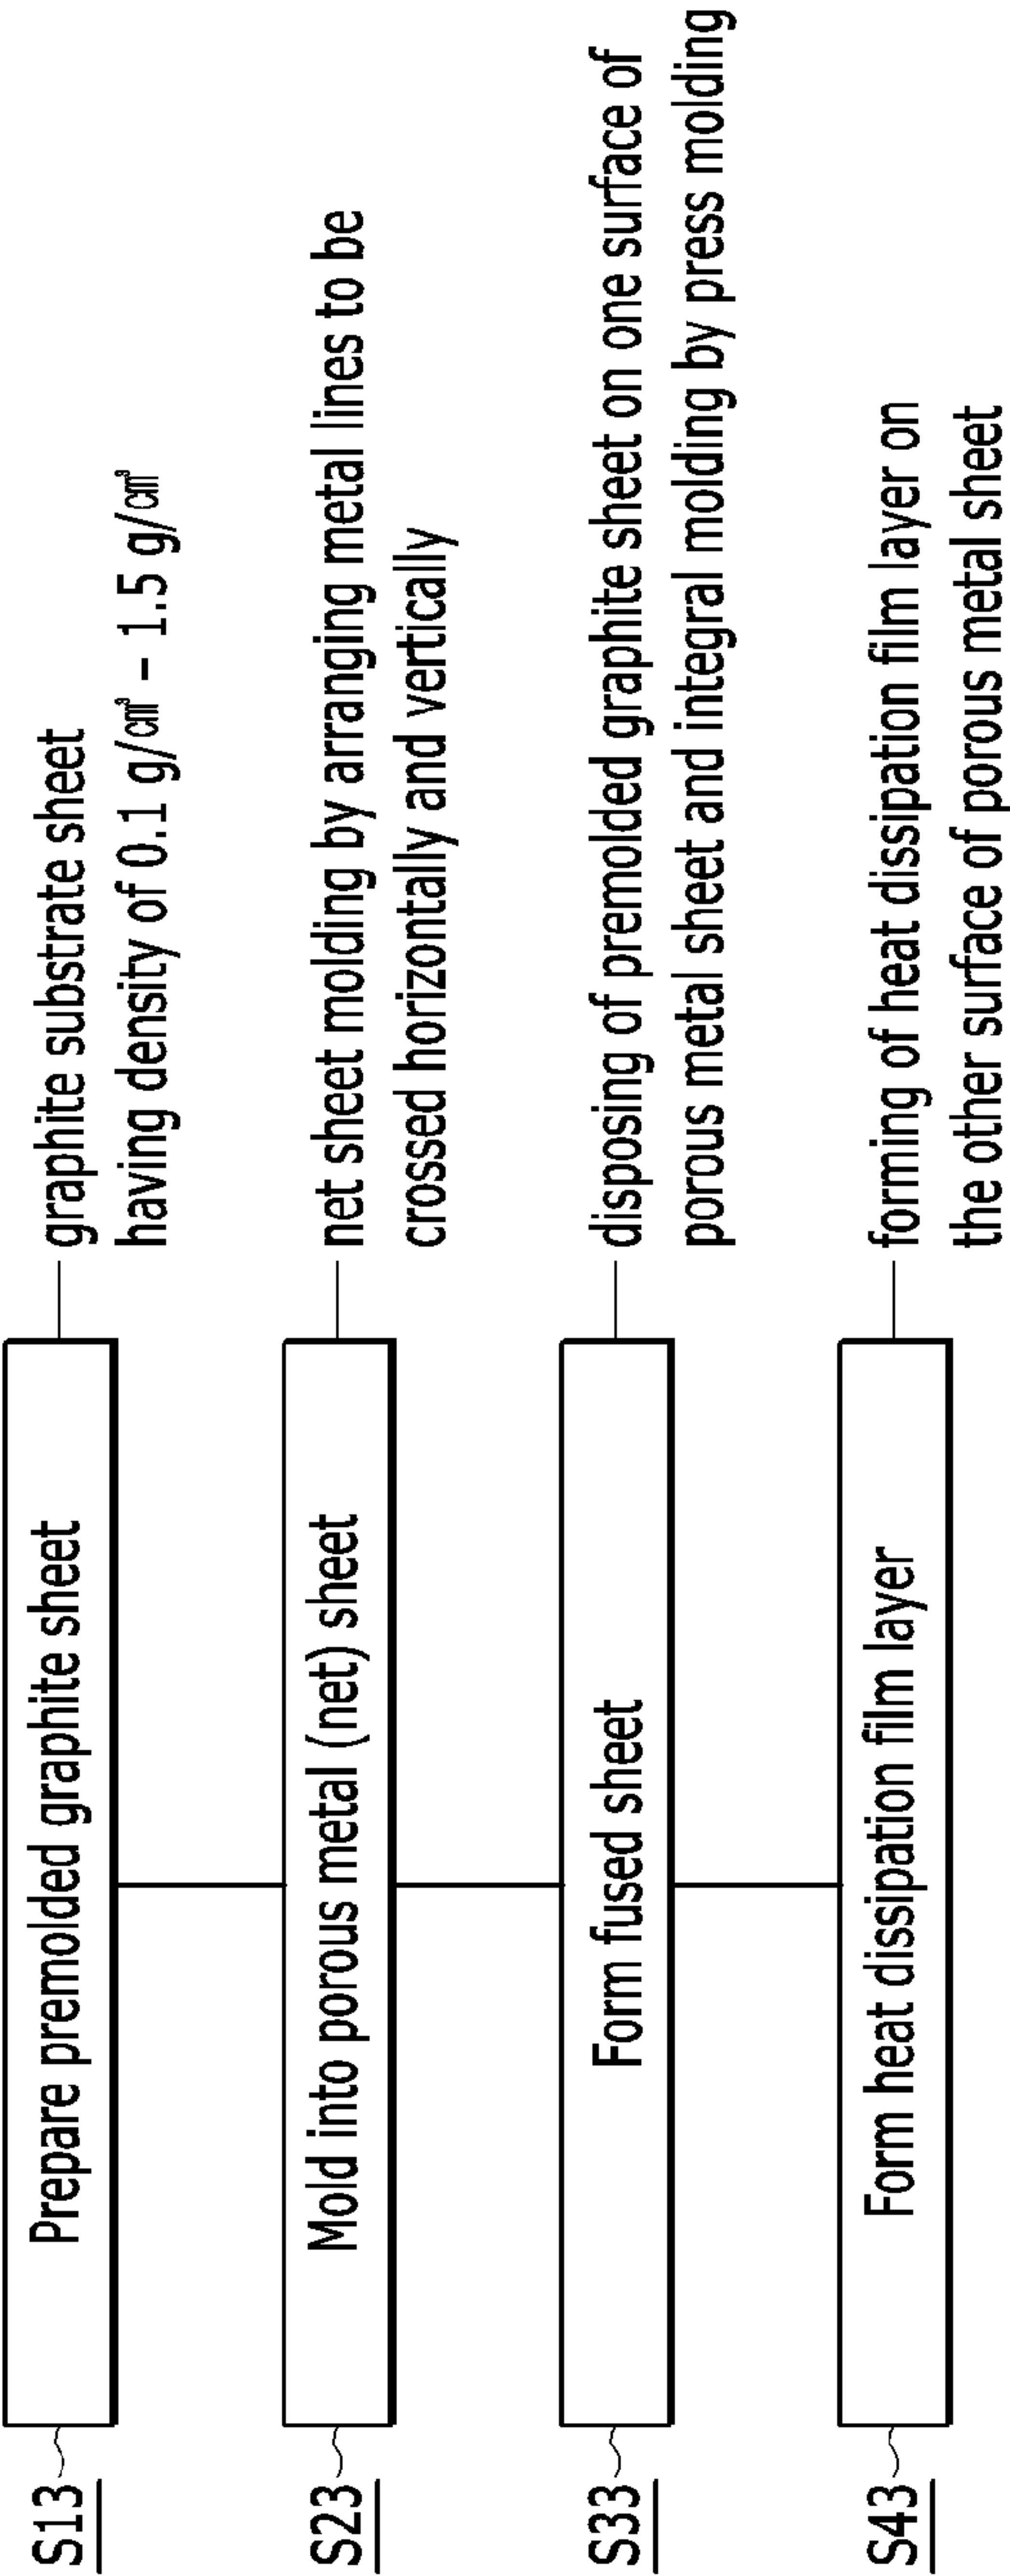 S13
Prepare premolded graphite sheet
graphite substrate sheet
having density of 0.1 g/㎤ – 1.5 g/㎤
S23
Mold into porous metal (net) sheet
net sheet molding by arranging metal lines to be
crossed horizontally and vertically
S33
Form fused sheet
disposing of premolded graphite sheet on one surface of
porous metal sheet and integral molding by press molding
S43
Form heat dissipation film layer
forming of heat dissipation film layer on
the other surface of porous metal sheet